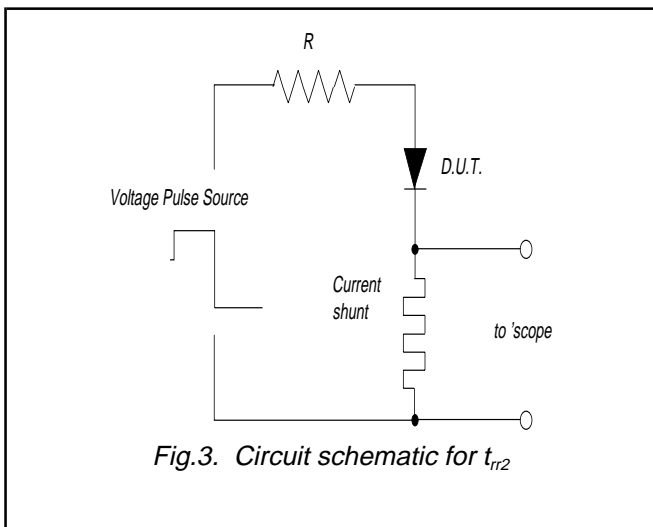 R
D.U.T.
Voltage Pulse Source
Current
shunt
to 'scope
Fig.3. Circuit schematic for trr2